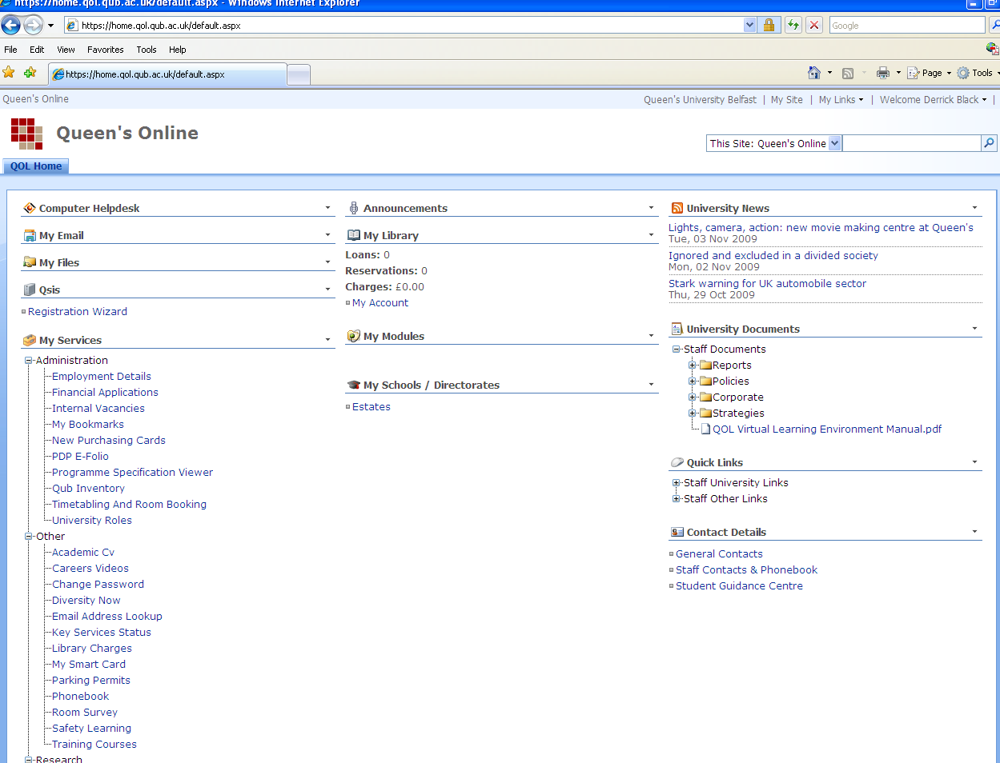 https://home.qol.qub.ac.uk/default.aspx - Windows Internet Explorer
https://home.qol.qub.ac.uk/default.aspx
Google
File Edit View Favorites Tools Help
https://home.qol.qub.ac.uk/default.aspx
Page Tools
Queen's Online
Queen's University Belfast | My Site | My Links | Welcome Derrick Black |
Queen's Online
This Site: Queen's Online
QOL Home
Computer Helpdesk
My Email
My Files
Qsis
Registration Wizard
My Services
Administration
Employment Details
Financial Applications
Internal Vacancies
My Bookmarks
New Purchasing Cards
PDP E-Folio
Programme Specification Viewer
Qub Inventory
Timetabling And Room Booking
University Roles
Other
Academic Cv
Careers Videos
Change Password
Diversity Now
Email Address Lookup
Key Services Status
Library Charges
My Smart Card
Parking Permits
Phonebook
Room Survey
Safety Learning
Training Courses
Research
Announcements
My Library
Loans: 0
Reservations: 0
Charges: £0.00
My Account
My Modules
My Schools / Directorates
Estates
University News
Lights, camera, action: new movie making centre at Queen's
Tue, 03 Nov 2009
Ignored and excluded in a divided society
Mon, 02 Nov 2009
Stark warning for UK automobile sector
Thu, 29 Oct 2009
University Documents
Staff Documents
Reports
Policies
Corporate
Strategies
QOL Virtual Learning Environment Manual.pdf
Quick Links
Staff University Links
Staff Other Links
Contact Details
General Contacts
Staff Contacts & Phonebook
Student Guidance Centre